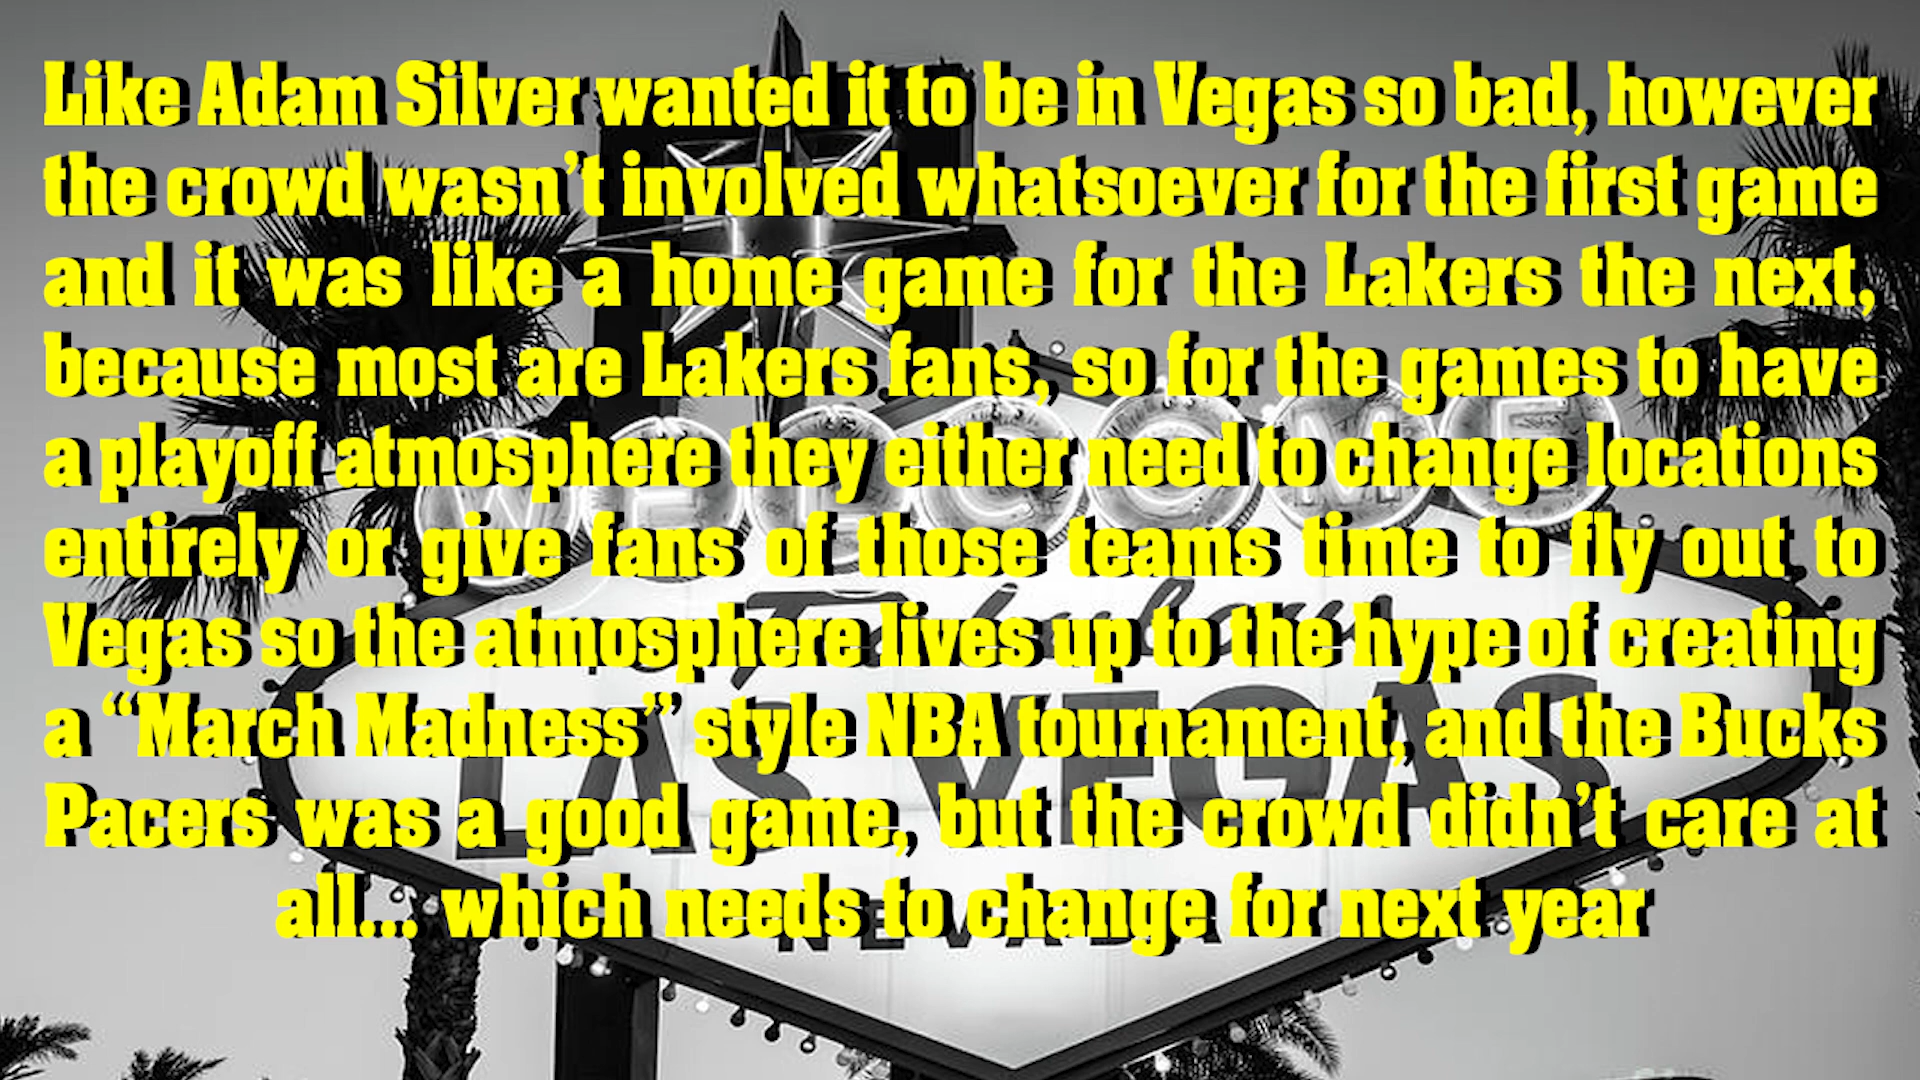 Like Adam Silver wanted it to be in Vegas so bad, however
the crowd wasn’t involved whatsoever for the first game
and it was like a home game for the Lakers the next,
because most are Lakers fans, so for the games to have
a playoff atmosphere they either need to change locations
entirely or give fans of those teams time to fly out to
Vegas so the atmosphere lives up to the hype of creating
a “March Madness” style NBA tournament, and the Bucks
Pacers was a good game, but the crowd didn’t care at
all... which needs to change for next year
WELCOME
Fabulous
LAS VEGAS
NEVADA